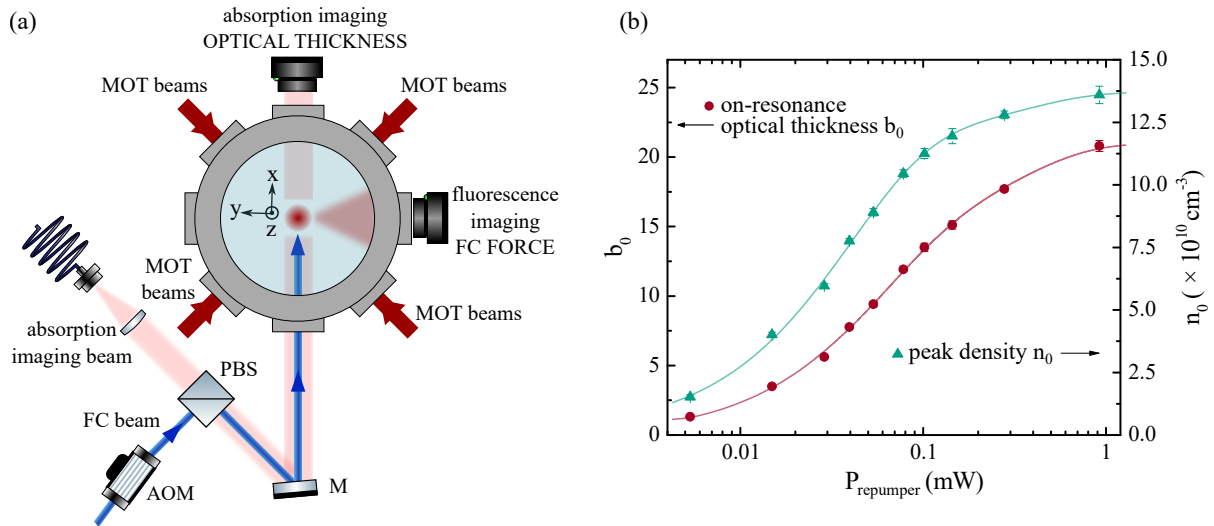 (a)
absorption imaging
OPTICAL THICKNESS
MOT beams
MOT beams
x
y
z
fluorescence
imaging
FC FORCE
MOT
beams
MOT beams
absorption
imaging beam
PBS
FC beam
AOM
M
(b)
b₀
25
20
15
10
5
0
0.01
0.1
1
P_repumper (mW)
15.0
12.5
10.0
7.5
5.0
2.5
0.0
n₀ ( × 10¹⁰ cm⁻³)
on-resonance
optical thickness b₀
peak density n₀